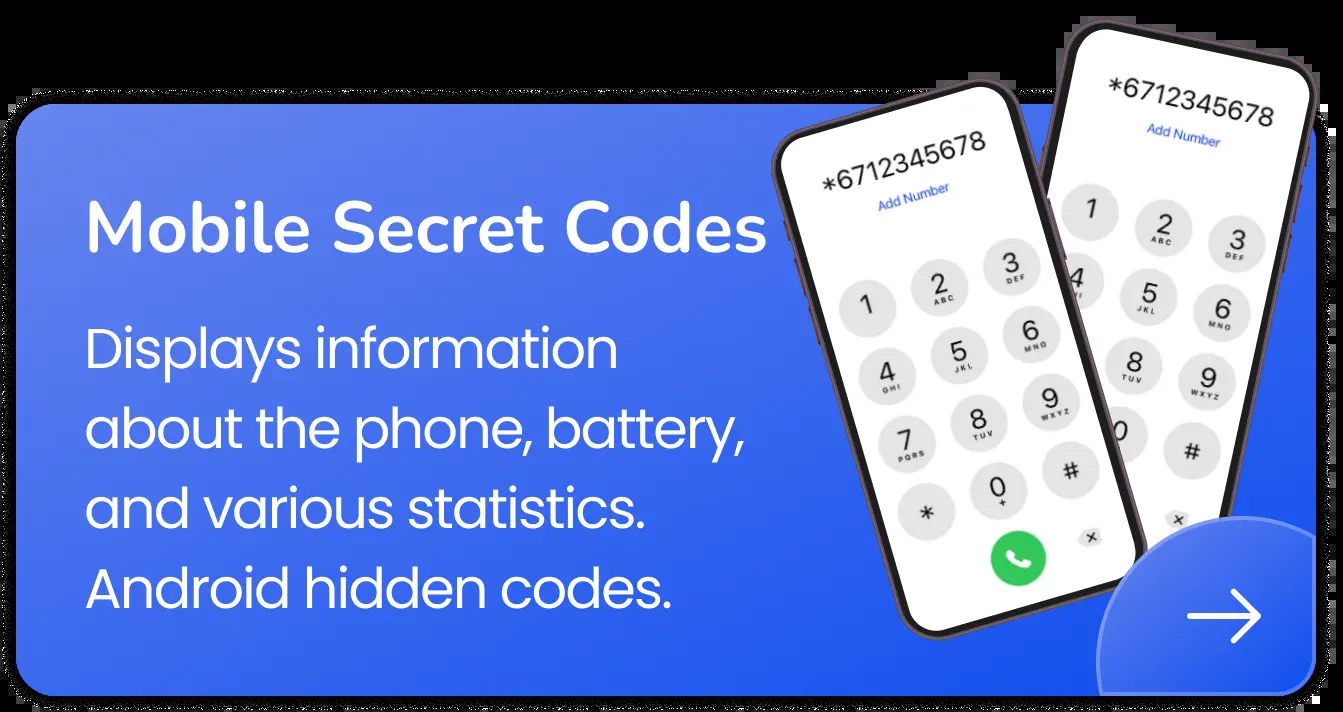 Mobile Secret Codes
Displays information
about the phone, battery,
and various statistics.
Android hidden codes.
*6712345678
Add Number
1
2
ABC
3
DEF
4
GHI
5
JKL
6
MNO
7
PQRS
8
TUV
9
WXYZ
*
0
+
#
*6712345678
Add Number
1
2
ABC
3
DEF
4
5
JKL
6
MNO
8
TUV
9
WXYZ
0
#